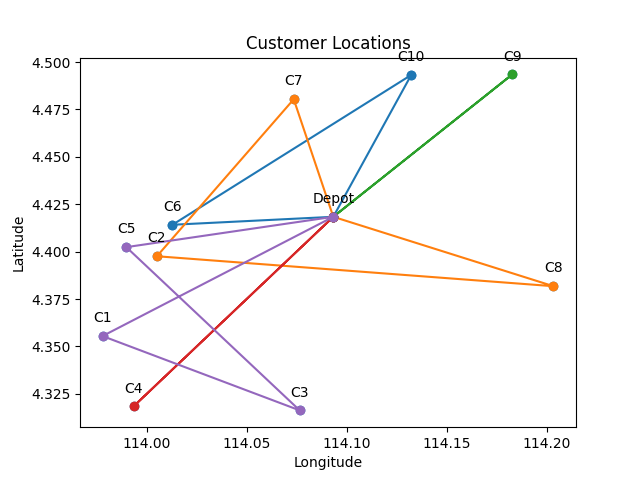 Customer Locations
C10
C9
4.500
C7
4.475
4.450
4.425
C6
Depot
C5
C2
4.400
C8
4.375
4.350
C1
4.325
C4
C3
114.00
114.05
114.10
114.15
114.20
Longitude
Latitude